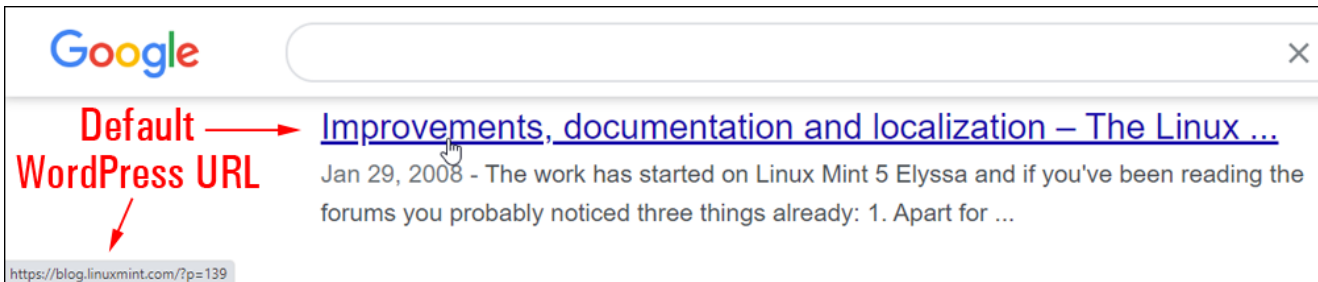 Google
Default
WordPress URL
Improvements, documentation and localization – The Linux ...
Jan 29, 2008 - The work has started on Linux Mint 5 Elyssa and if you've been reading the
forums you probably noticed three things already: 1. Apart for ...
https://blog.linuxmint.com/?p=139